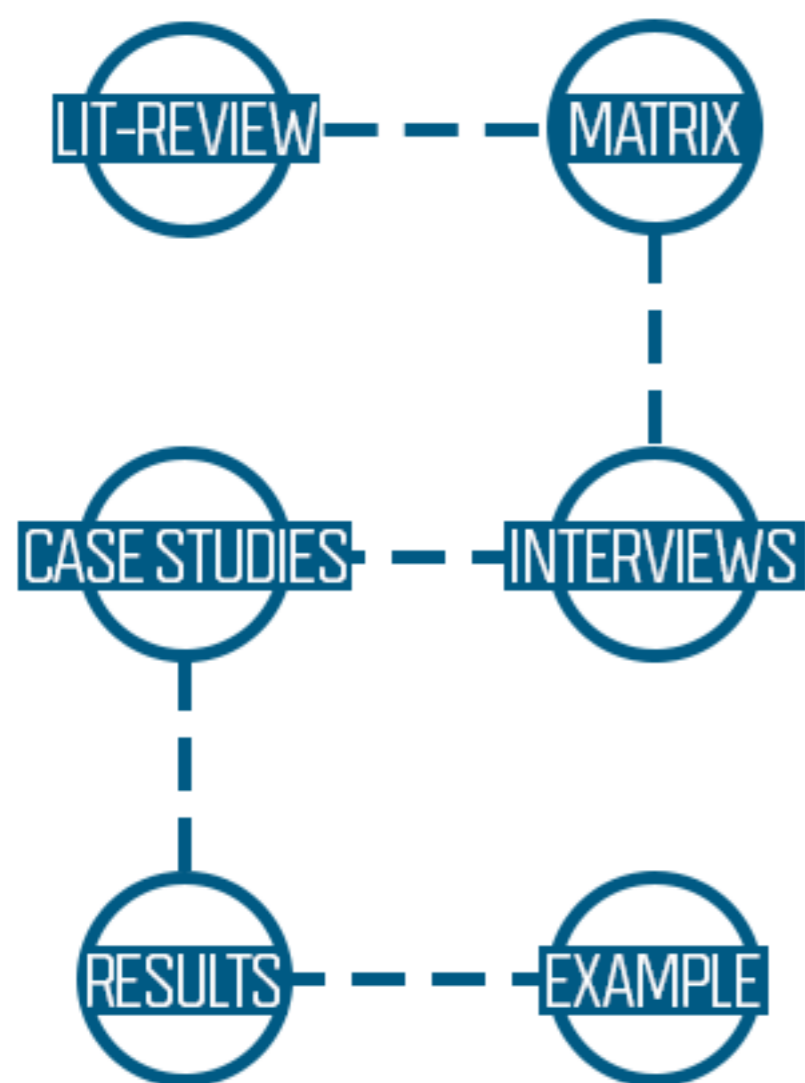 LIT-REVIEW
MATRIX
INTERVIEWS
CASE STUDIES
RESULTS
EXAMPLE